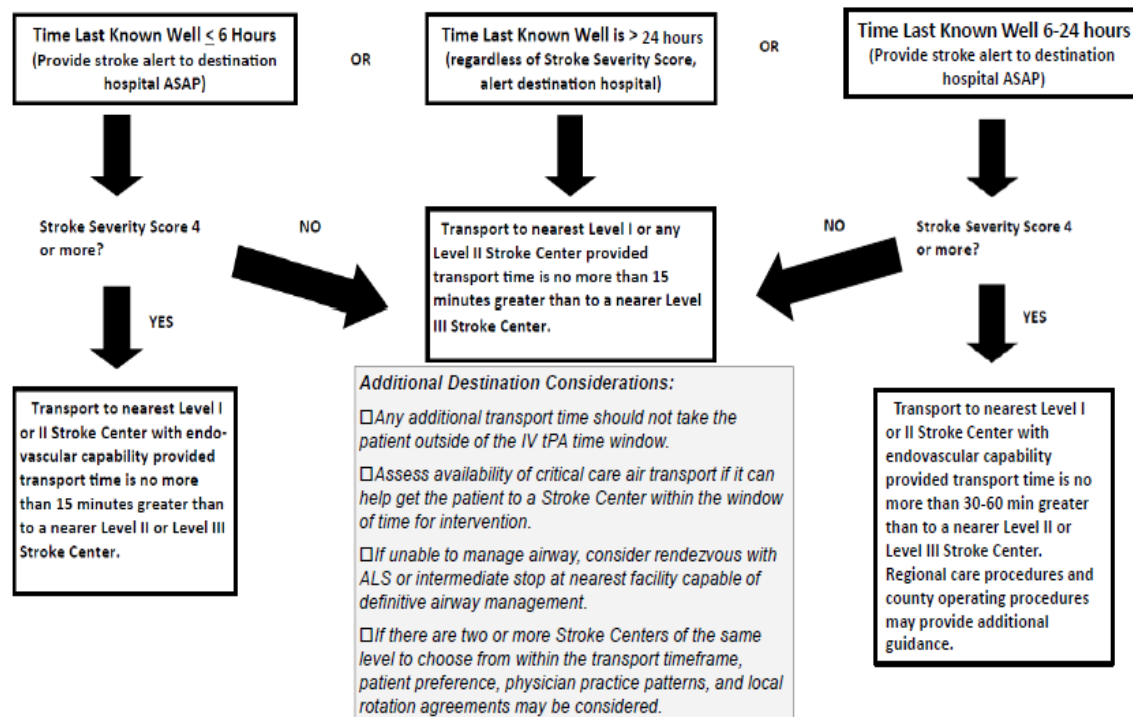 Time Last Known Well ≤ 6 Hours
(Provide stroke alert to destination
hospital ASAP)
OR
Time Last Known Well is > 24 hours
(regardless of Stroke Severity Score,
alert destination hospital)
OR
Time Last Known Well 6-24 hours
(Provide stroke alert to destination
hospital ASAP)
Stroke Severity Score 4
or more?
NO
Transport to nearest Level I or any
Level II Stroke Center provided
transport time is no more than 15
minutes greater than to a nearer Level
III Stroke Center.
NO
Stroke Severity Score 4
or more?
YES
YES
Transport to nearest Level I
or II Stroke Center with endo-
vascular capability provided
transport time is no more
than 15 minutes greater than
to a nearer Level II or Level III
Stroke Center.
Additional Destination Considerations:
☐Any additional transport time should not take the
patient outside of the IV tPA time window.
☐Assess availability of critical care air transport if it can
help get the patient to a Stroke Center within the window
of time for intervention.
☐If unable to manage airway, consider rendezvous with
ALS or intermediate stop at nearest facility capable of
definitive airway management.
☐If there are two or more Stroke Centers of the same
level to choose from within the transport timeframe,
patient preference, physician practice patterns, and local
rotation agreements may be considered.
Transport to nearest Level I
or II Stroke Center with
endovascular capability
provided transport time is no
more than 30-60 min greater
than to a nearer Level II or
Level III Stroke Center.
Regional care procedures and
county operating procedures
may provide additional
guidance.